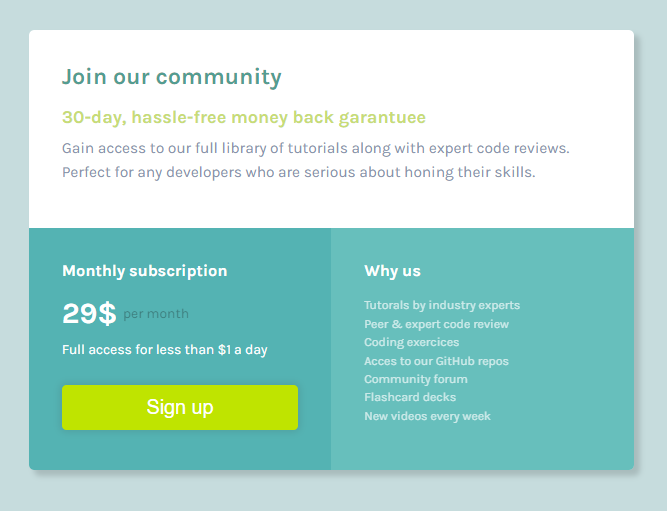 Join our community
30-day, hassle-free money back garantuee
Gain access to our full library of tutorials along with expert code reviews.
Perfect for any developers who are serious about honing their skills.
Monthly subscription
29$ per month
Full access for less than $1 a day
Sign up
Why us
Tutorals by industry experts
Peer & expert code review
Coding exercices
Acces to our GitHub repos
Community forum
Flashcard decks
New videos every week